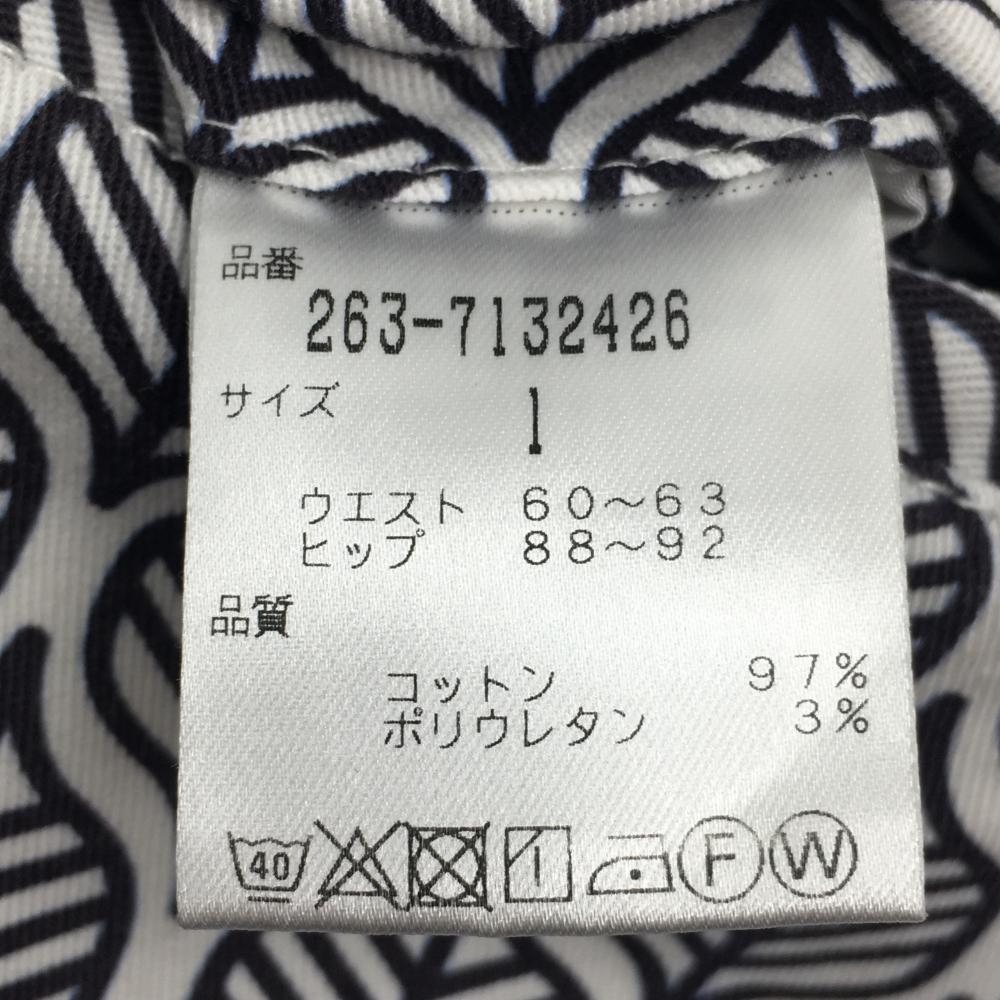 品番
263-7132426
サイズ
1
ウエスト 60～63
ヒップ 88～92
品質
コットン 97%
ポリウレタン 3%
40 F W